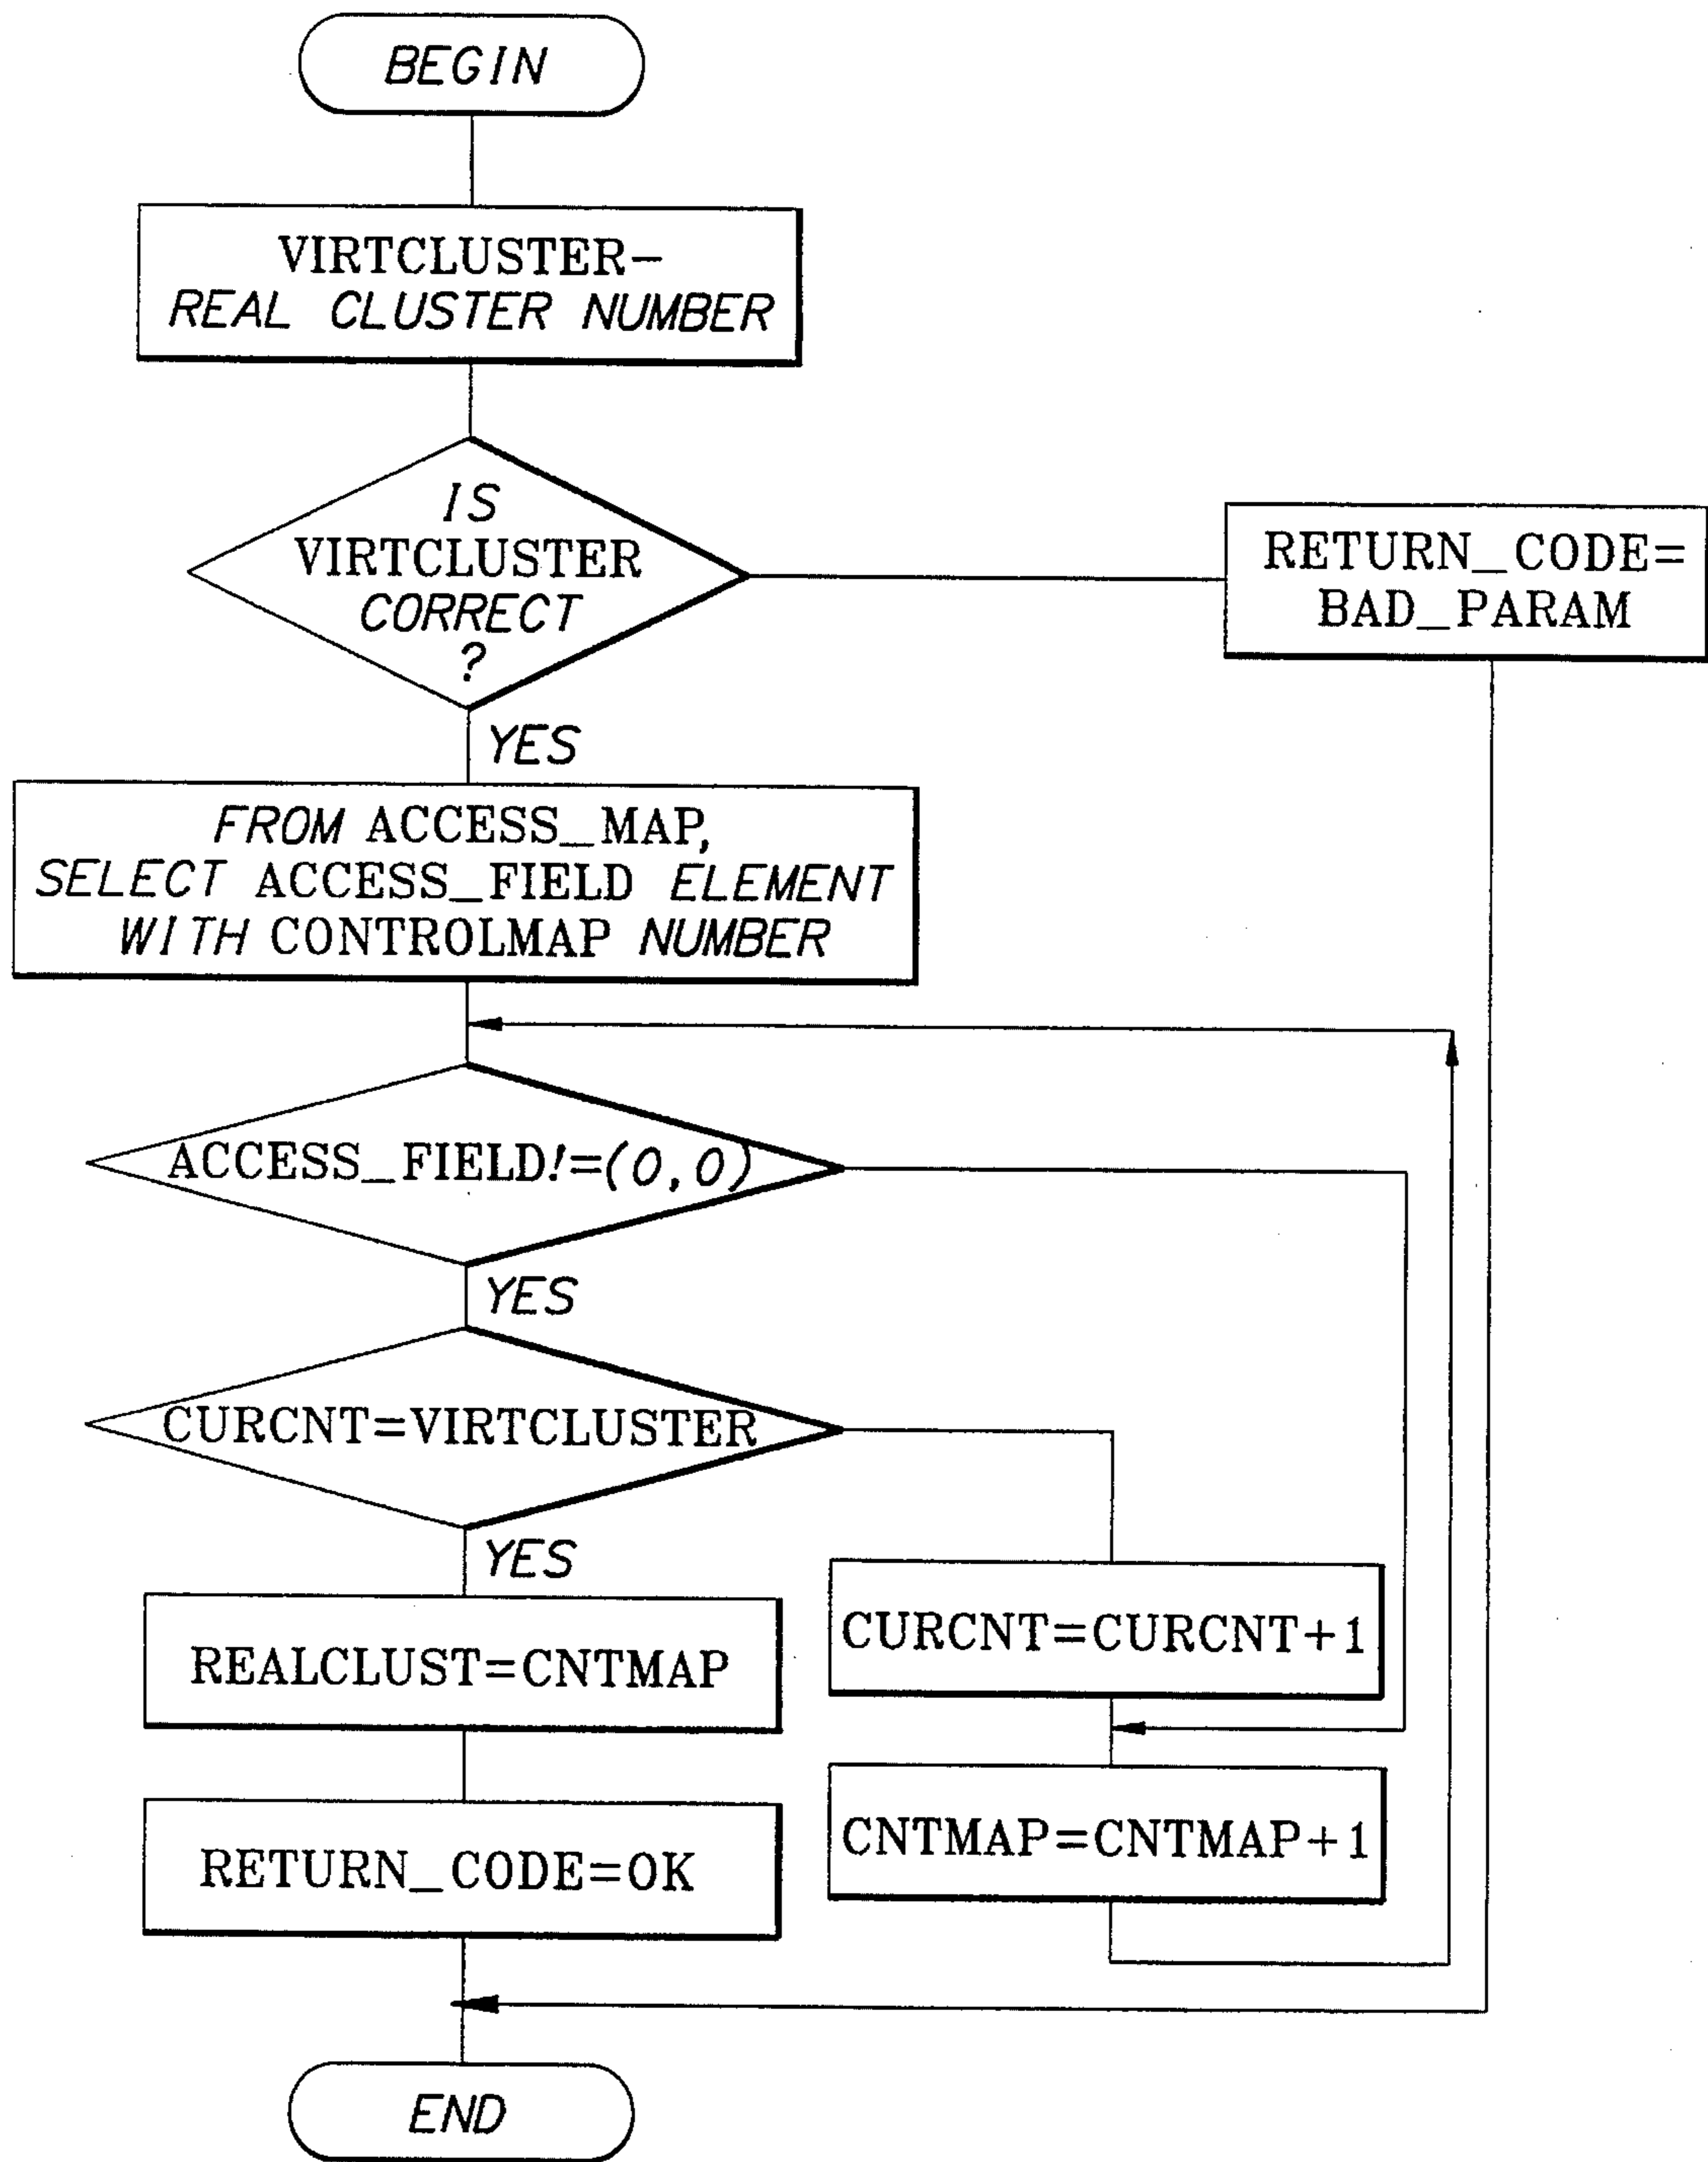 BEGIN
VIRTCLUSTER-
REAL CLUSTER NUMBER
IS
VIRTCLUSTER
CORRECT
?
RETURN_CODE=
BAD_PARAM
YES
FROM ACCESS_MAP,
SELECT ACCESS_FIELD ELEMENT
WITH CONTROLMAP NUMBER
ACCESS_FIELD!=(0,0)
YES
CURCNT=VIRTCLUSTER
YES
REALCLUST=CNTMAP
CURCNT=CURCNT+1
RETURN_CODE=OK
CNTMAP=CNTMAP+1
END